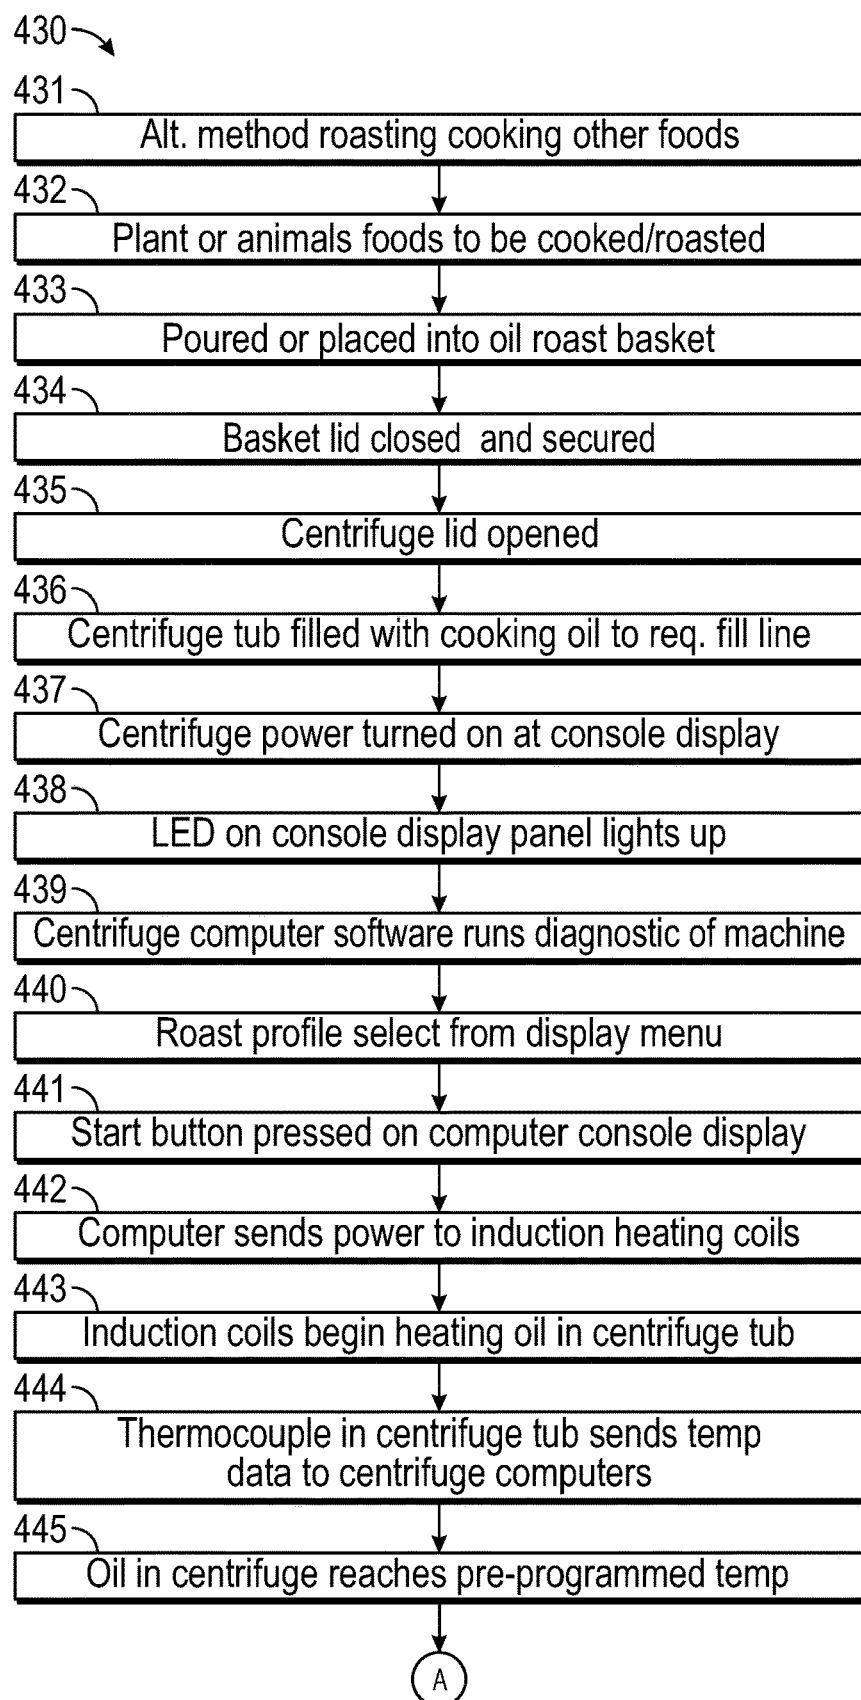 430
431
Alt. method roasting cooking other foods
432
Plant or animals foods to be cooked/roasted
433
Poured or placed into oil roast basket
434
Basket lid closed and secured
435
Centrifuge lid opened
436
Centrifuge tub filled with cooking oil to req. fill line
437
Centrifuge power turned on at console display
438
LED on console display panel lights up
439
Centrifuge computer software runs diagnostic of machine
440
Roast profile select from display menu
441
Start button pressed on computer console display
442
Computer sends power to induction heating coils
443
Induction coils begin heating oil in centrifuge tub
444
Thermocouple in centrifuge tub sends temp
data to centrifuge computers
445
Oil in centrifuge reaches pre-programmed temp
A